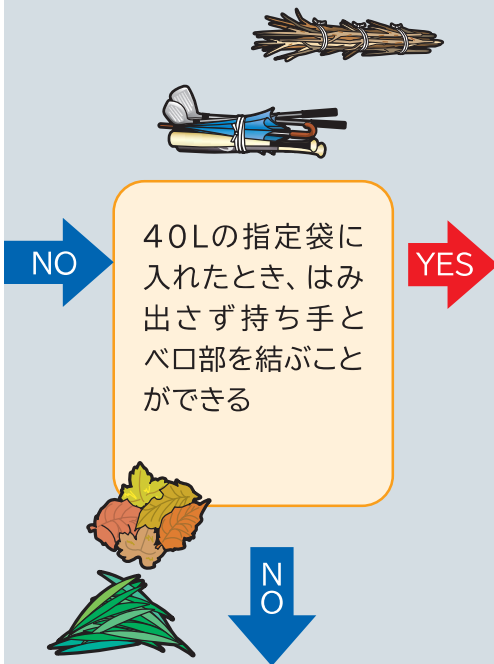 40Lの指定袋に
入れたとき、はみ
出さず持ち手と
ベロ部を結ぶこと
ができる
NO
YES
NO